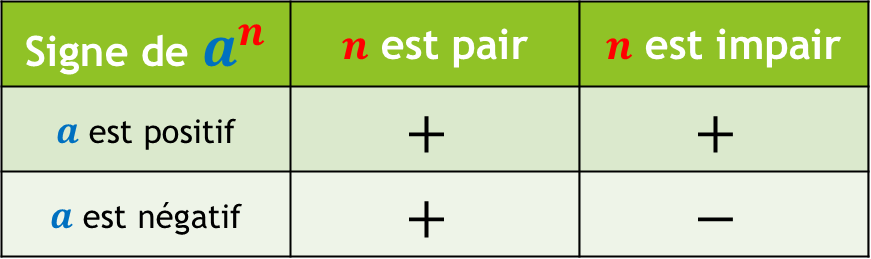 Signe de aⁿ n est pair n est impair
a est positif + +
a est négatif + −